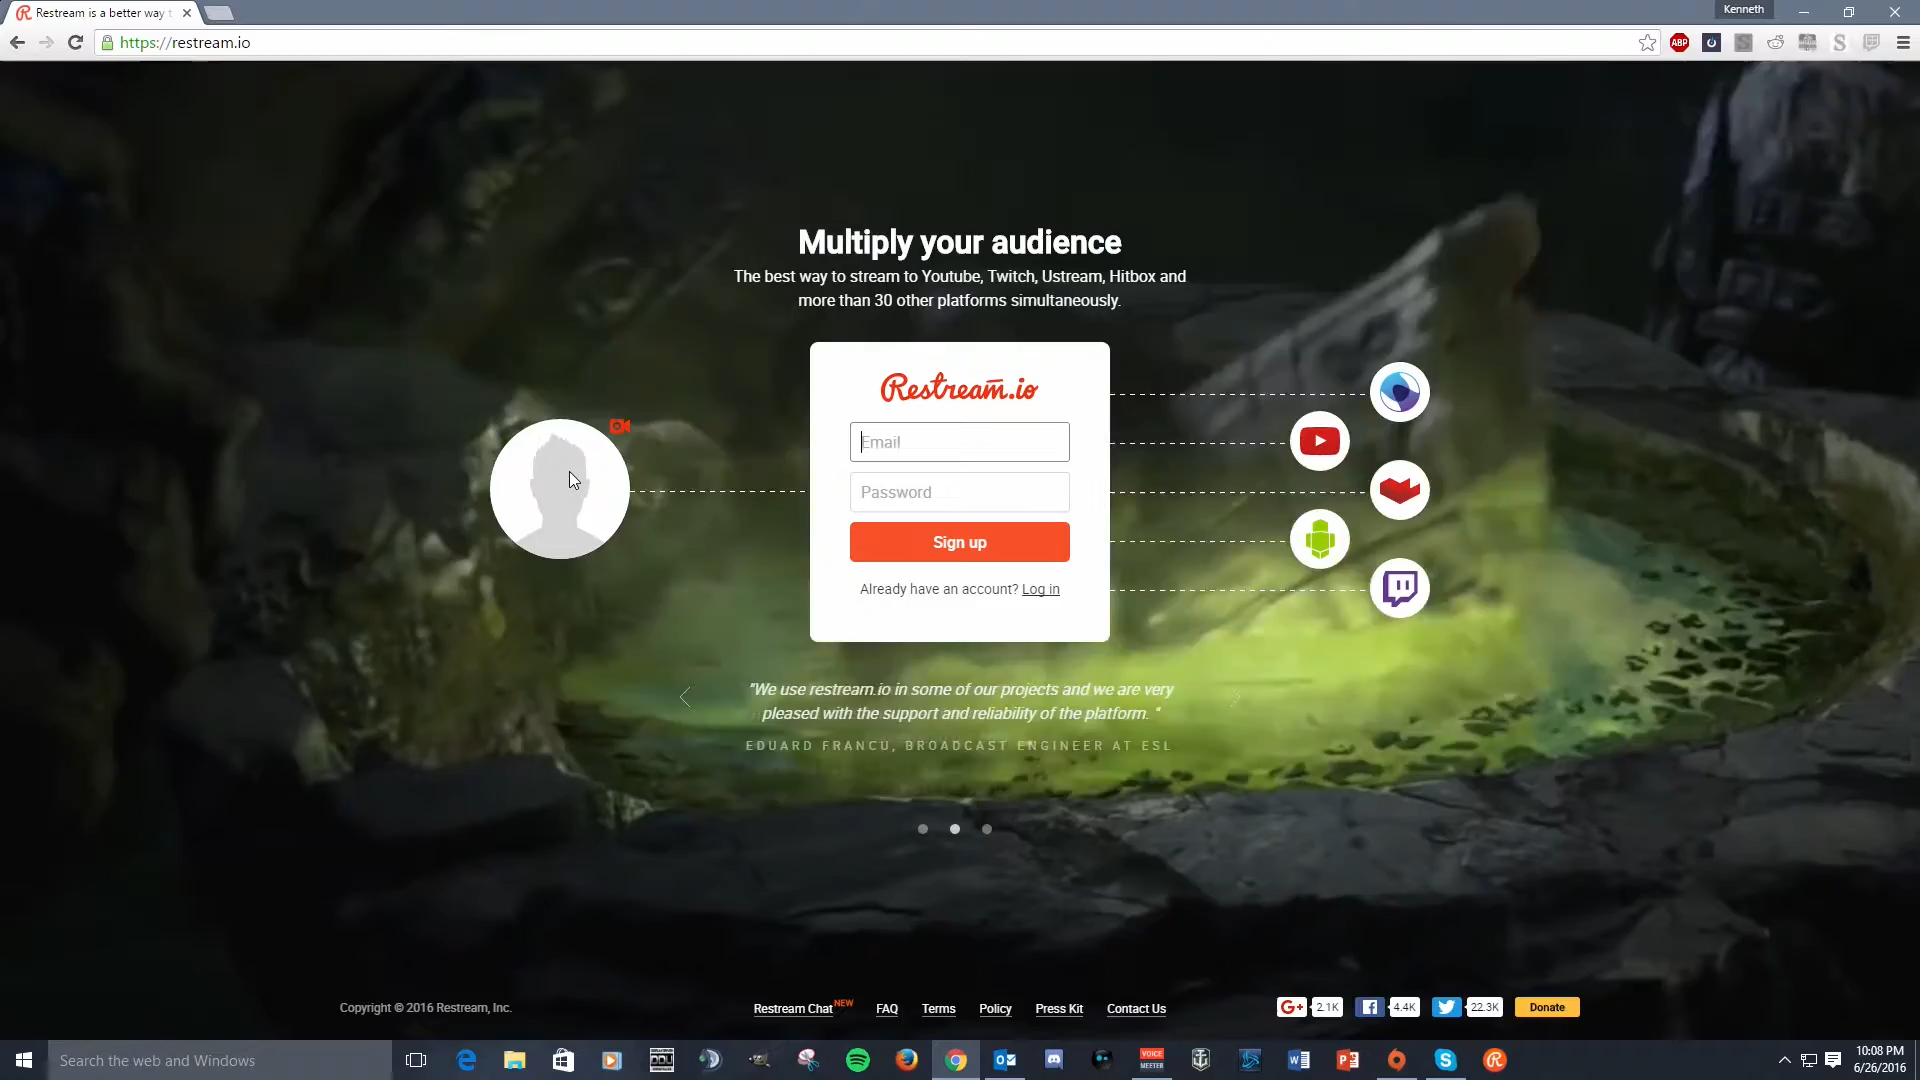 Restream is a better way t
Kenneth
https://restream.io
ABP
Multiply your audience
The best way to stream to Youtube, Twitch, Ustream, Hitbox and
more than 30 other platforms simultaneously.
Restream.io
Email
Password
Sign up
Already have an account? Log in
"We use restream.io in some of our projects and we are very
pleased with the support and reliability of the platform. "
EDUARD FRANCU, BROADCAST ENGINEER AT ESL
Copyright © 2016 Restream, Inc.
Restream Chat NEW
FAQ
Terms
Policy
Press Kit
Contact Us
G+ 2.1K
4.4K
22.3K
Donate
Search the web and Windows
DDU
VOICE
MEETER
10:08 PM
6/26/2016